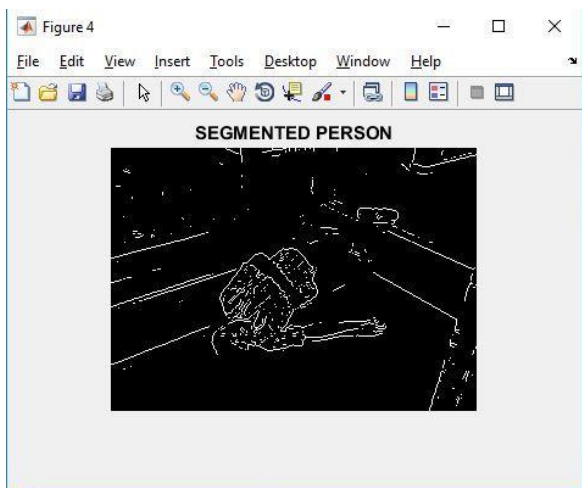 Figure 4
File Edit View Insert Tools Desktop Window Help
SEGMENTED PERSON